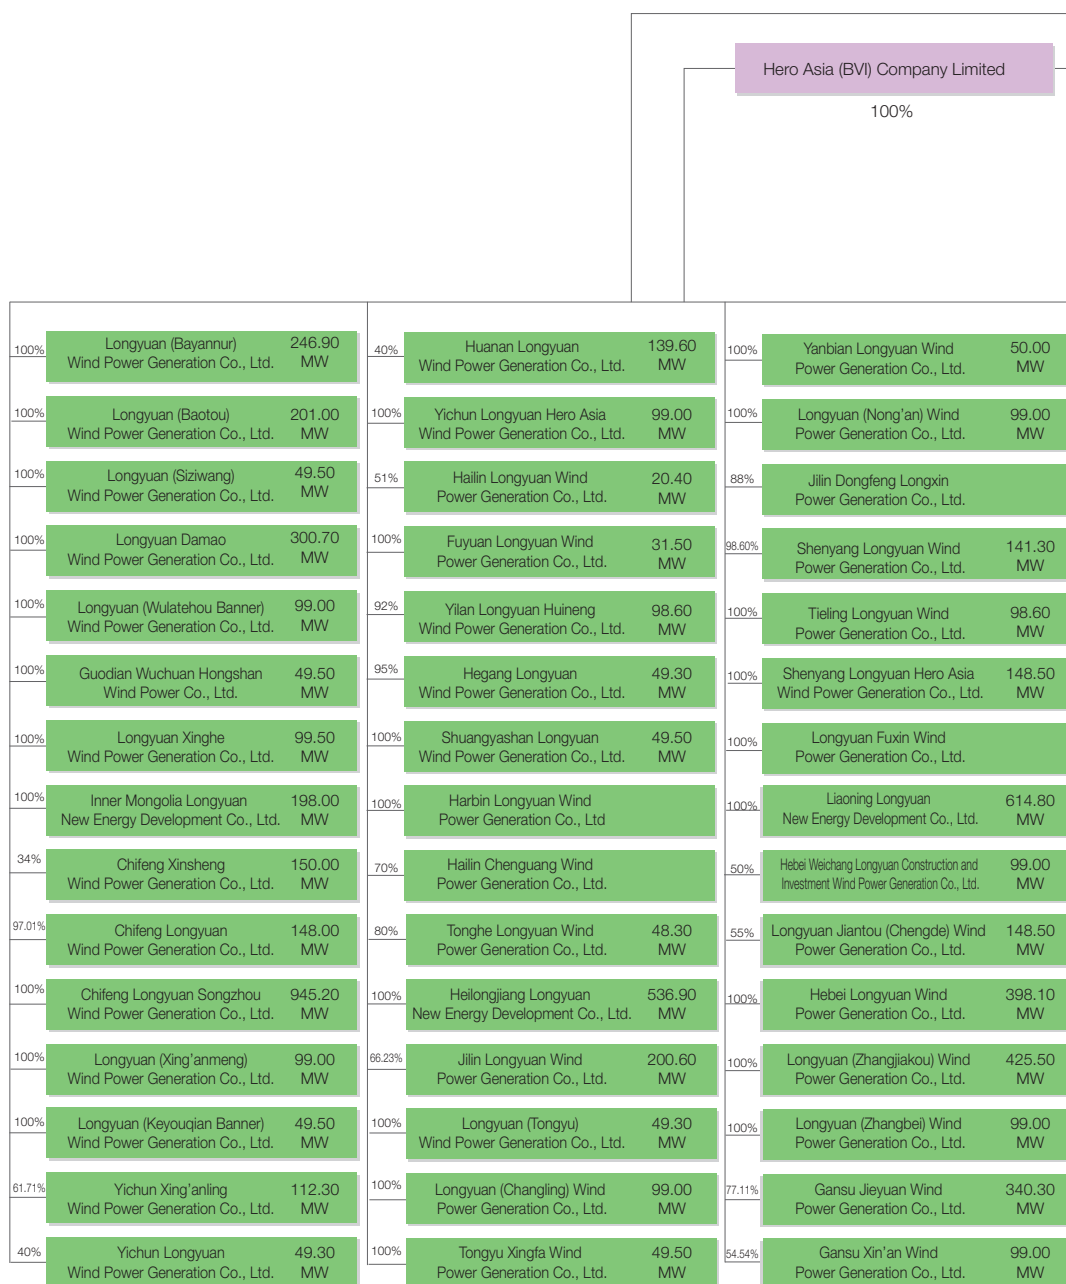 Hero Asia (BVI) Company Limited
100%
100%
Longyuan (Bayannur) 246.90
Wind Power Generation Co., Ltd. MW
100%
Longyuan (Baotou) 201.00
Wind Power Generation Co., Ltd. MW
100%
Longyuan (Siziwang) 49.50
Wind Power Generation Co., Ltd. MW
100%
Longyuan Damao 300.70
Wind Power Generation Co., Ltd. MW
100%
Longyuan (Wulatehou Banner) 99.00
Wind Power Generation Co., Ltd. MW
100%
Guodian Wuchuan Hongshan 49.50
Wind Power Co., Ltd. MW
100%
Longyuan Xinghe 99.50
Wind Power Generation Co., Ltd. MW
100%
Inner Mongolia Longyuan 198.00
New Energy Development Co., Ltd. MW
34%
Chifeng Xinsheng 150.00
Wind Power Generation Co., Ltd. MW
97.01%
Chifeng Longyuan 148.00
Wind Power Generation Co., Ltd. MW
100%
Chifeng Longyuan Songzhou 945.20
Wind Power Generation Co., Ltd. MW
100%
Longyuan (Xing'anmeng) 99.00
Wind Power Generation Co., Ltd. MW
100%
Longyuan (Keyouqian Banner) 49.50
Wind Power Generation Co., Ltd. MW
61.71%
Yichun Xing'anling 112.30
Wind Power Generation Co., Ltd. MW
40%
Yichun Longyuan 49.30
Wind Power Generation Co., Ltd. MW
40%
Huanan Longyuan 139.60
Wind Power Generation Co., Ltd. MW
100%
Yichun Longyuan Hero Asia 99.00
Wind Power Generation Co., Ltd. MW
51%
Hailin Longyuan Wind 20.40
Power Generation Co., Ltd. MW
100%
Fuyuan Longyuan Wind 31.50
Power Generation Co., Ltd. MW
92%
Yilan Longyuan Huineng 98.60
Wind Power Generation Co., Ltd. MW
95%
Hegang Longyuan 49.30
Wind Power Generation Co., Ltd. MW
100%
Shuangyashan Longyuan 49.50
Wind Power Generation Co., Ltd. MW
100%
Harbin Longyuan Wind
Power Generation Co., Ltd
70%
Hailin Chenguang Wind
Power Generation Co., Ltd.
80%
Tonghe Longyuan Wind 48.30
Power Generation Co., Ltd. MW
100%
Heilongjiang Longyuan 536.90
New Energy Development Co., Ltd. MW
66.23%
Jilin Longyuan Wind 200.60
Power Generation Co., Ltd. MW
100%
Longyuan (Tongyu) 49.30
Wind Power Generation Co., Ltd. MW
100%
Longyuan (Changling) Wind 99.00
Power Generation Co., Ltd. MW
100%
Tongyu Xingfa Wind 49.50
Power Generation Co., Ltd. MW
100%
Yanbian Longyuan Wind 50.00
Power Generation Co., Ltd. MW
100%
Longyuan (Nong'an) Wind 99.00
Power Generation Co., Ltd. MW
88%
Jilin Dongfeng Longxin
Power Generation Co., Ltd.
98.60%
Shenyang Longyuan Wind 141.30
Power Generation Co., Ltd. MW
100%
Tieling Longyuan Wind 98.60
Power Generation Co., Ltd. MW
100%
Shenyang Longyuan Hero Asia 148.50
Wind Power Generation Co., Ltd. MW
100%
Longyuan Fuxin Wind
Power Generation Co., Ltd.
100%
Liaoning Longyuan 614.80
New Energy Development Co., Ltd. MW
50%
Hebei Weichang Longyuan Construction and 99.00
Investment Wind Power Generation Co., Ltd. MW
55%
Longyuan Jiantou (Chengde) Wind 148.50
Power Generation Co., Ltd. MW
100%
Hebei Longyuan Wind 398.10
Power Generation Co., Ltd. MW
100%
Longyuan (Zhangjiakou) Wind 425.50
Power Generation Co., Ltd. MW
100%
Longyuan (Zhangbei) Wind 99.00
Power Generation Co., Ltd. MW
77.11%
Gansu Jieyuan Wind 340.30
Power Generation Co., Ltd. MW
54.54%
Gansu Xin'an Wind 99.00
Power Generation Co., Ltd. MW